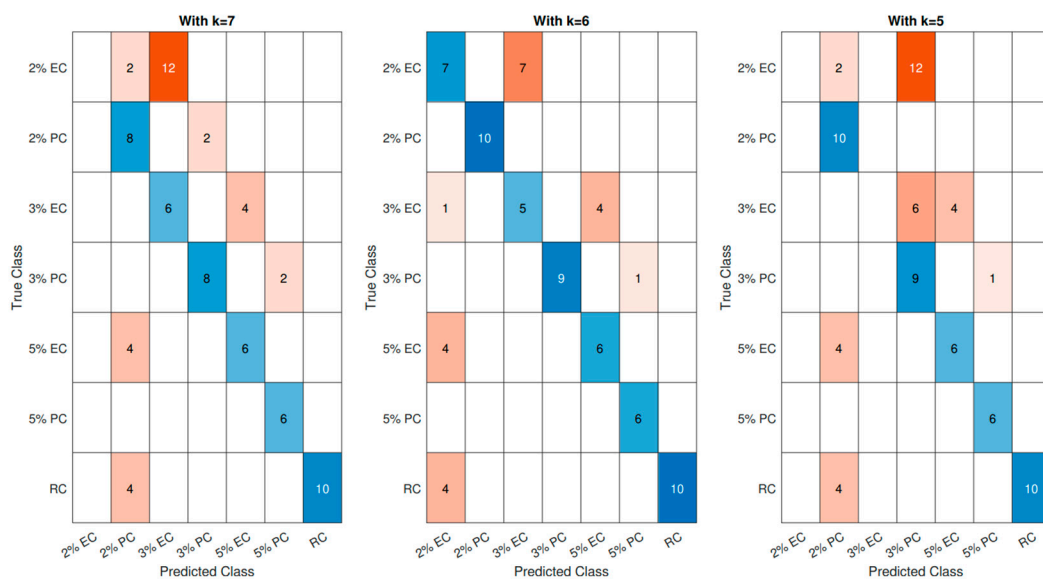 With k=7
2% EC
2% PC
3% EC
3% PC
5% EC
5% PC
RC
True Class
2 12
8 2
6 4
8 2
4 6
6
4 10
2% EC 2% PC 3% EC 3% PC 5% EC 5% PC RC
Predicted Class
With k=6
2% EC
2% PC
3% EC
3% PC
5% EC
5% PC
RC
True Class
7 7
10
1 5 4
9 1
4 6
6
4 10
2% EC 2% PC 3% EC 3% PC 5% EC 5% PC RC
Predicted Class
With k=5
2% EC
2% PC
3% EC
3% PC
5% EC
5% PC
RC
True Class
2 12
10
6 4
9 1
4 6
6
4 10
2% EC 2% PC 3% EC 3% PC 5% EC 5% PC RC
Predicted Class